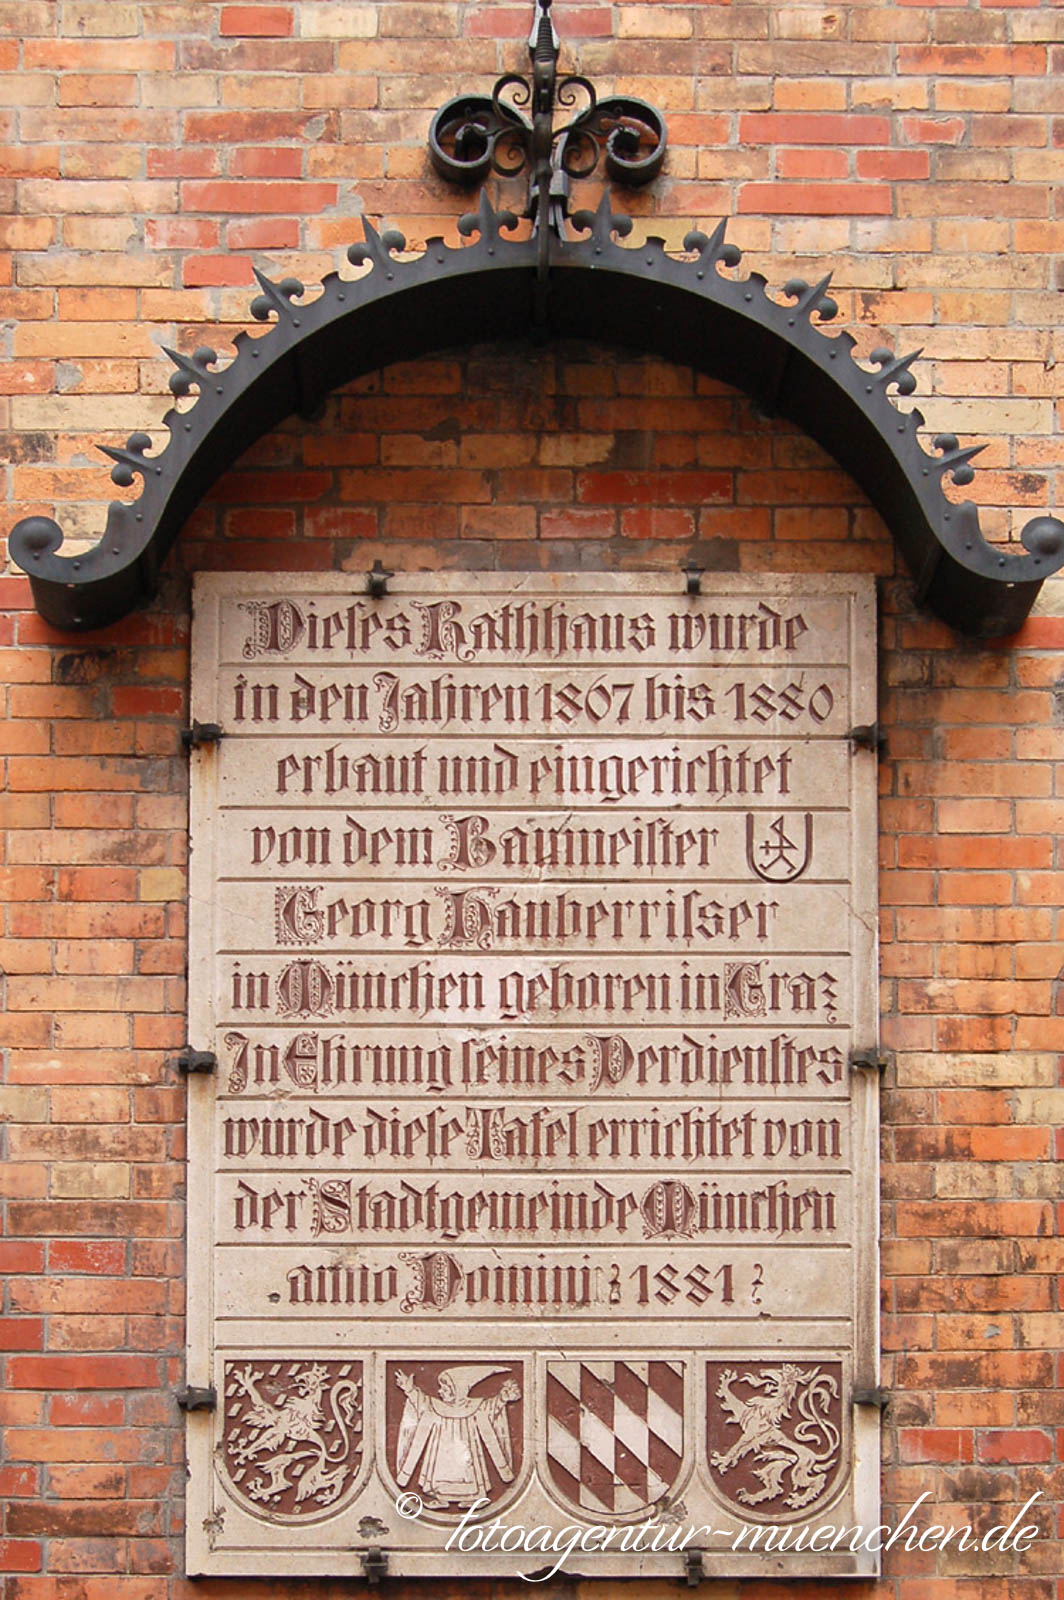 Dieses Rathhaus wurde
in den Jahren 1867 bis 1880
erbaut und eingerichtet
von dem Baumeister
Georg Hauberrisser
in München geboren in Graz
In Ehrung seines Verdienstes
wurde diese Tafel errichtet von
der Stadtgemeinde München
anno Domini 1881
© fotoagentur-muenchen.de